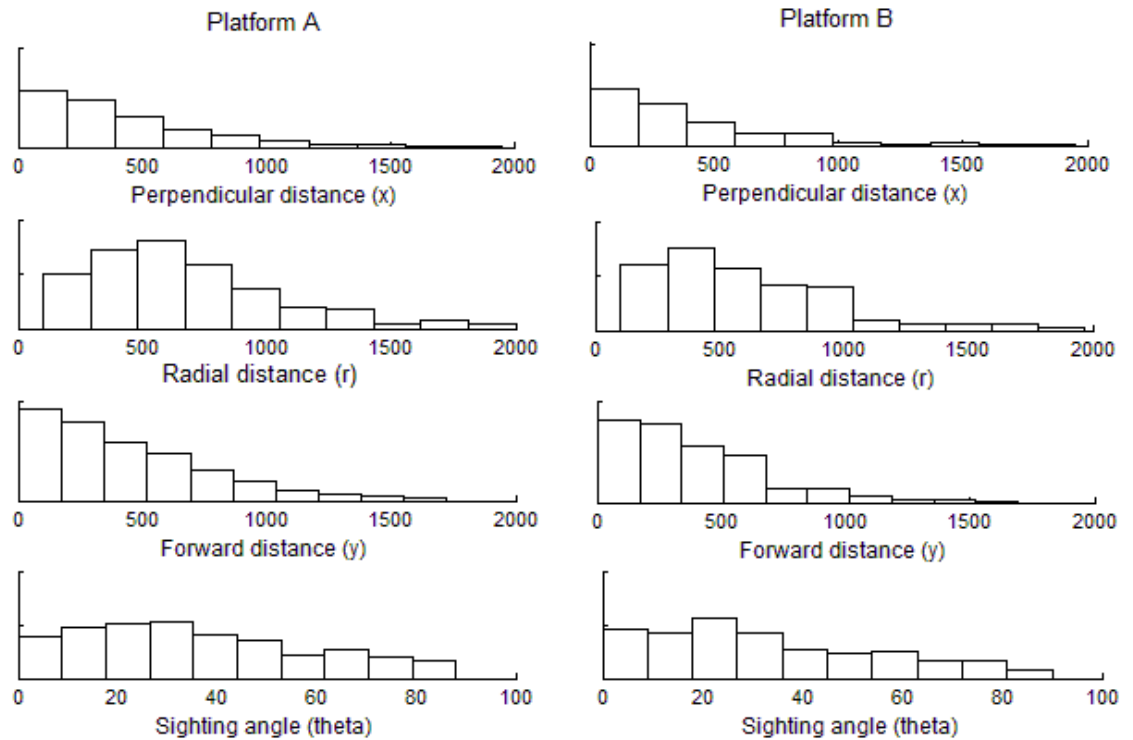 Platform A
0 500 1000 1500 2000
Perpendicular distance (x)
0 500 1000 1500 2000
Radial distance (r)
0 500 1000 1500 2000
Forward distance (y)
0 20 40 60 80 100
Sighting angle (theta)
Platform B
0 500 1000 1500 2000
Perpendicular distance (x)
0 500 1000 1500 2000
Radial distance (r)
0 500 1000 1500 2000
Forward distance (y)
0 20 40 60 80 100
Sighting angle (theta)